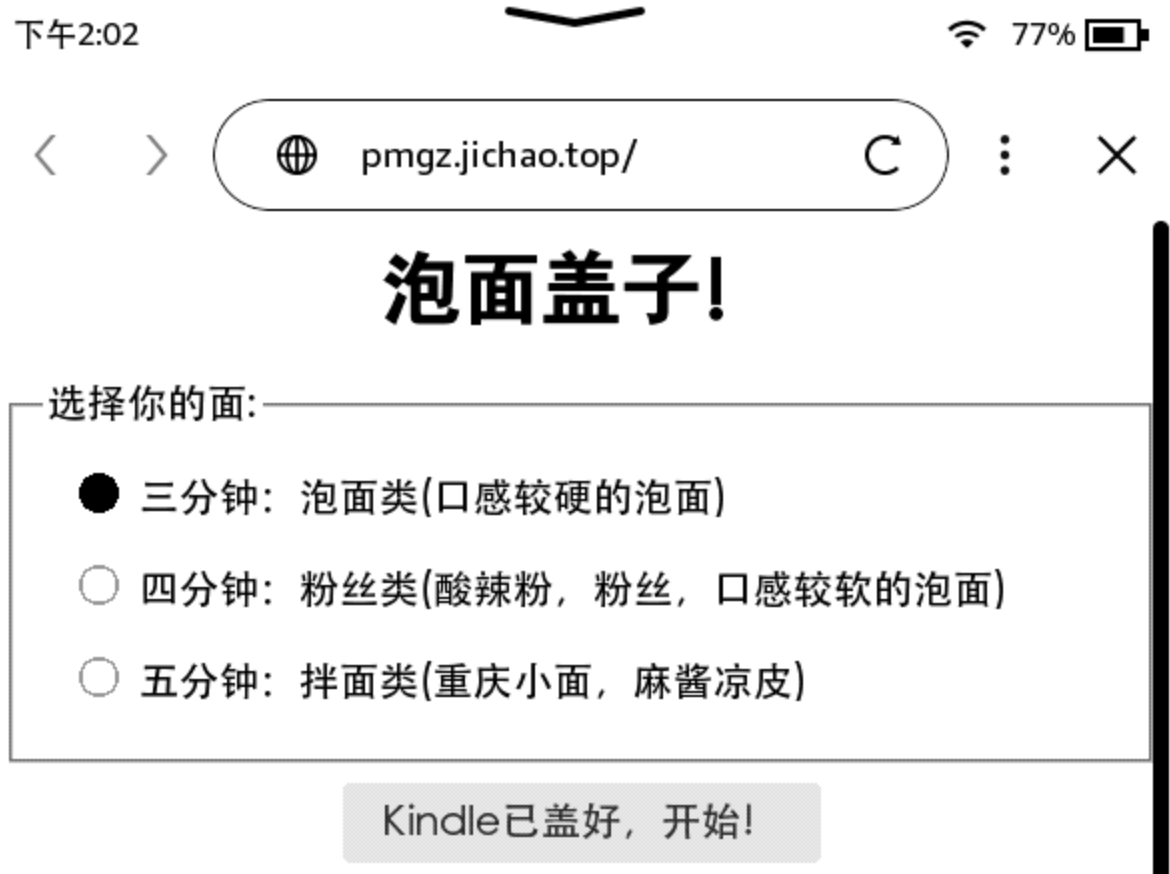 下午2:02 77%
pmgz.jichao.top/
泡面盖子!
选择你的面:
三分钟：泡面类(口感较硬的泡面)
四分钟：粉丝类(酸辣粉，粉丝，口感较软的泡面)
五分钟：拌面类(重庆小面，麻酱凉皮)
Kindle已盖好，开始!